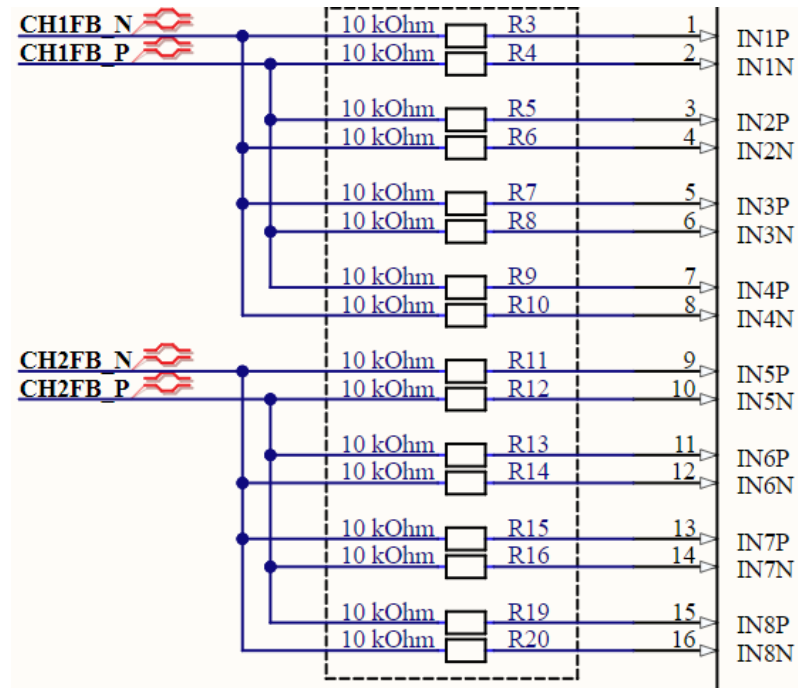 CH1FB_N 10 kOhm R3 1 IN1P
CH1FB_P 10 kOhm R4 2 IN1N
10 kOhm R5 3 IN2P
10 kOhm R6 4 IN2N
10 kOhm R7 5 IN3P
10 kOhm R8 6 IN3N
10 kOhm R9 7 IN4P
10 kOhm R10 8 IN4N
CH2FB_N 10 kOhm R11 9 IN5P
CH2FB_P 10 kOhm R12 10 IN5N
10 kOhm R13 11 IN6P
10 kOhm R14 12 IN6N
10 kOhm R15 13 IN7P
10 kOhm R16 14 IN7N
10 kOhm R19 15 IN8P
10 kOhm R20 16 IN8N